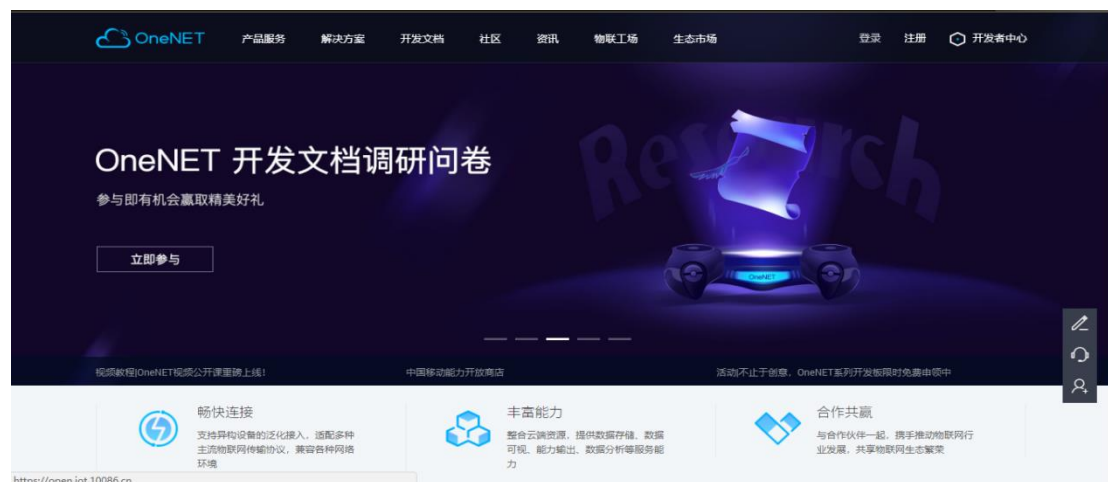 OneNET 产品服务 解决方案 开发文档 社区 资讯 物联工场 生态市场 登录 注册 开发者中心
Research
OneNET 开发文档调研问卷
参与即有机会赢取精美好礼
立即参与
OneNET
视频教程|OneNET视频公开课重磅上线! 中国移动能力开放商店 活动|不止于创意,OneNET系列开发板限时免费申领中
畅快连接
支持异构设备的泛化接入,适配多种
主流物联网传输协议,兼容各种网络
环境
丰富能力
整合云端资源,提供数据存储、数据
可视、能力输出、数据分析等服务能
力
合作共赢
与合作伙伴一起,携手推动物联网行
业发展,共享物联网生态繁荣
https://open.iot.10086.cn